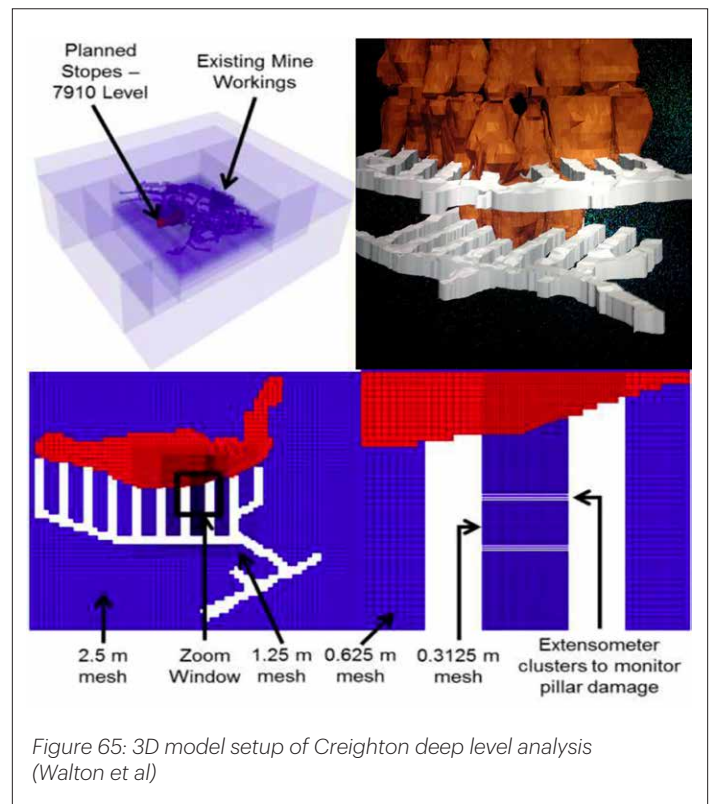 Planned
Stopes –
7910 Level
Existing Mine
Workings
2.5 m
mesh
Zoom
Window
1.25 m
mesh
0.625 m
mesh
0.3125 m
mesh
Extensometer
clusters to monitor
pillar damage
Figure 65: 3D model setup of Creighton deep level analysis
(Walton et al)